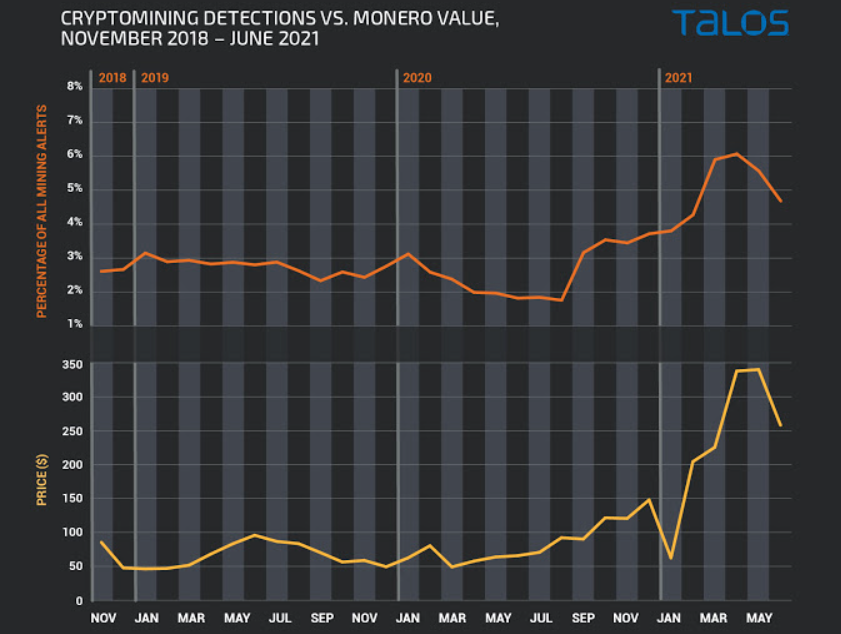 CRYPTOMINING DETECTIONS VS. MONERO VALUE,
NOVEMBER 2018 – JUNE 2021
TALOS
2018 2019 2020 2021
PERCENTAGE OF ALL MINING ALERTS
8%
7%
6%
5%
4%
3%
2%
1%
PRICE ($)
350
300
250
200
150
100
50
0
NOV JAN MAR MAY JUL SEP NOV JAN MAR MAY JUL SEP NOV JAN MAR MAY